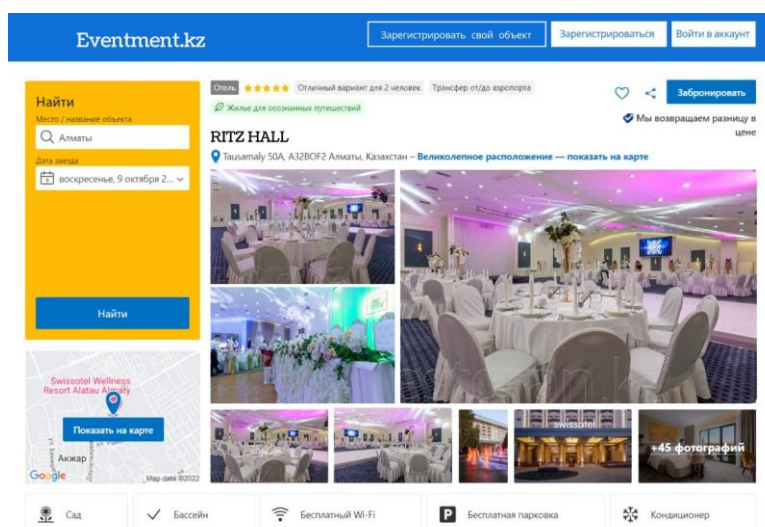 Eventment.kz
Зарегистрировать свой объект
Зарегистрироваться
Войти в аккаунт
Найти
Место / название объекта
Алматы
Дата заезда
воскресенье, 9 октября 2...
Найти
Отель
Отличный вариант для 2 человек
Трансфер от/до аэропорта
Жилье для осознанных путешествий
Забронировать
Мы возвращаем разницу в
цене
RITZ HALL
Tausamaly 50A, A32BOF2 Алматы, Казахстан – Великолепное расположение — показать на карте
swissotel
+45 фотографий
Swissotel Wellness
Resort Alatau Almaty
Показать на карте
Акжар
Google
Map data ©2022
Сад
Бассейн
Бесплатный Wi-Fi
P
Бесплатная парковка
Кондиционер